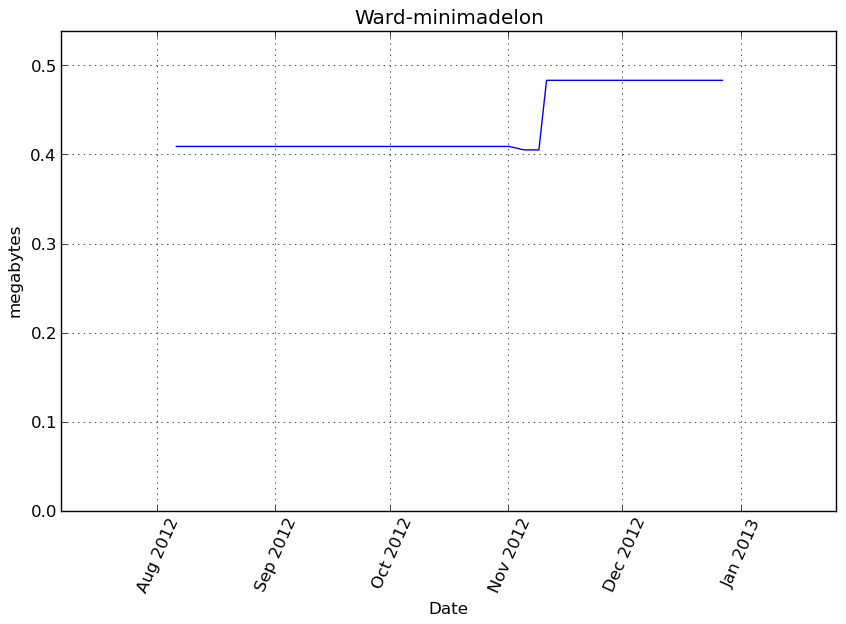 Ward-minimadelon
0.5
0.4
0.3
0.2
0.1
0.0
megabytes
Aug 2012
Sep 2012
Oct 2012
Nov 2012
Dec 2012
Jan 2013
Date